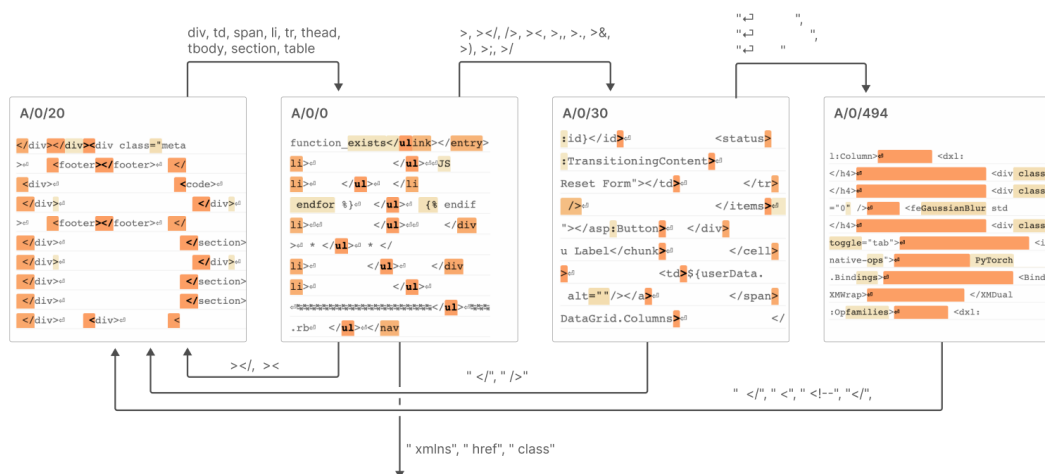 div, td, span, li, tr, thead,
tbody, section, table
>, ></, />, ><, >,, >., >&,
>), >;, >/
"↵ ",
"↵ ",
"↵ "
A/0/20
</div></div><div class="meta
>⏎ <footer></footer> </
<div>⏎ <code>⏎
</div>⏎ </div>⏎
> <footer></footer>⏎ </
</div>⏎ </section>
</div>⏎ </div>⏎
</div>⏎ </section>
</div>⏎ </section>
</div>⏎ <div>⏎ <
A/0/0
function_exists</ulink></entry>
li>⏎ </ul>⏎⏎JS
li>⏎ </ul>⏎ </li
endfor %}⏎ </ul>⏎ {% endif
li>⏎⏎ </ul>⏎⏎ </div
>⏎ * </ul>⏎ * </
li>⏎ </ul>⏎ </div
li>⏎ </ul>⏎
</ul>
.rb⏎ </ul>⏎</nav
A/0/30
:id}</id>⏎ <status>
:TransitioningContent>⏎
Reset Form"></td>⏎ </tr>
/>⏎ </items>⏎
"></asp:Button>⏎ </div>
u Label</chunk>⏎ </cell>
>⏎ <td>${userData.
alt=""/></a>⏎ </span>
DataGrid.Columns>⏎ </
A/0/494
l:Column>⏎ <dxl:
</h4>⏎ <div class
</h4>⏎ <div class
="0" />⏎ <feGaussianBlur std
</h4>⏎ <div class
toggle="tab">⏎ <i
native-ops">⏎ PyTorch
.Bindings>⏎ <Bind
XMWrap>⏎ </XMDual
:Opfamilies>⏎ <dxl:
></, ><
" </", " />"
" </", " <", " <!--", "</",
" xmlns", " href", " class"